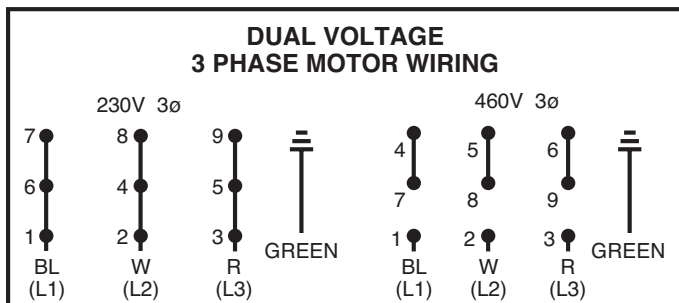 DUAL VOLTAGE
3 PHASE MOTOR WIRING
230V 3ø
7 8 9
6 4 5
1 2 3
GREEN
BL W R
(L1) (L2) (L3)
460V 3ø
4 5 6
7 8 9
1 2 3
GREEN
BL W R
(L1) (L2) (L3)